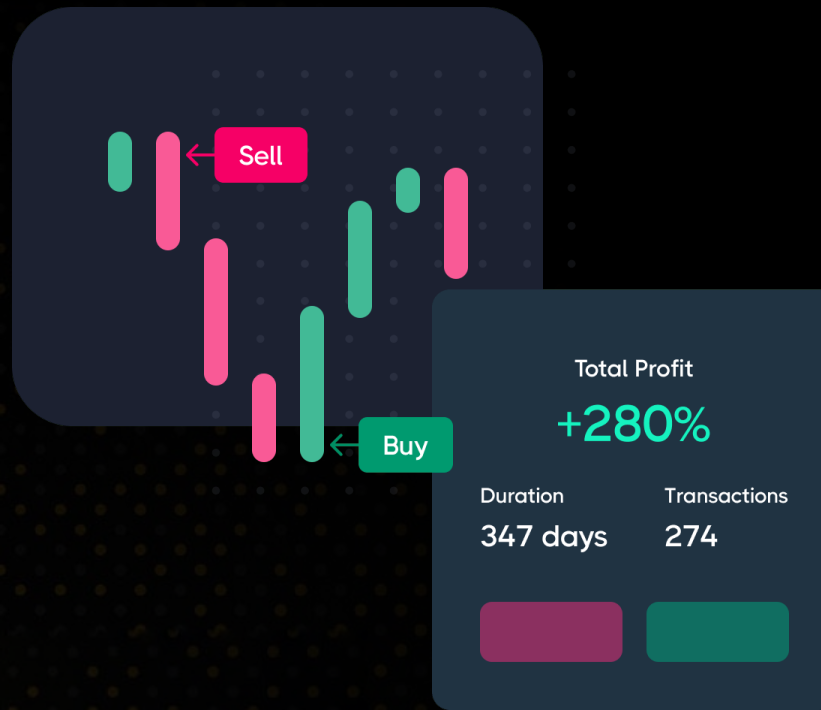 Sell
Buy
Total Profit
+280%
Duration
Transactions
347 days
274